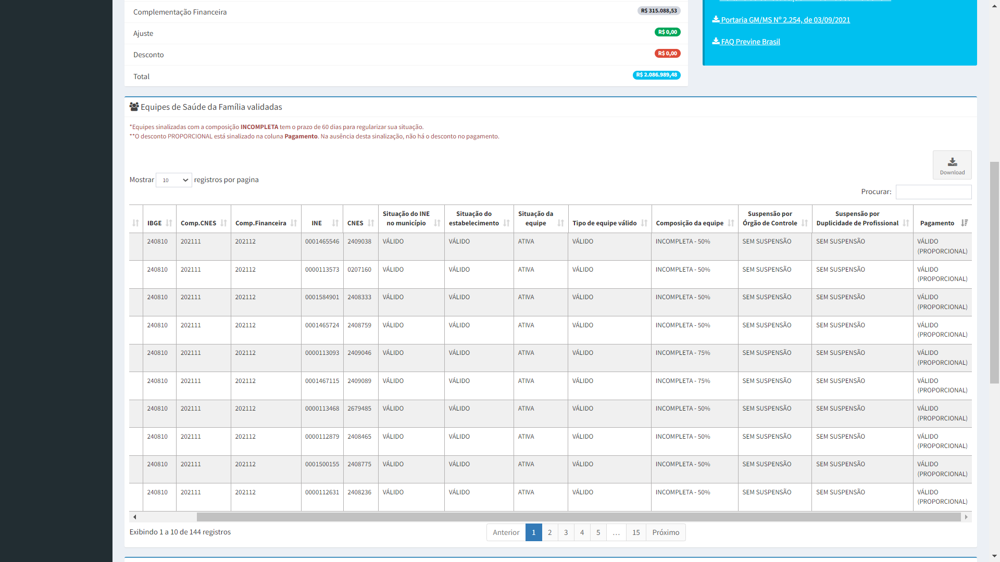 Complementação Financeira R$ 315.088,53
Ajuste R$ 0,00
Desconto R$ 0,00
Total R$ 2.086.989,48
Portaria GM/MS Nº 2.254, de 03/09/2021
FAQ Previne Brasil
Equipes de Saúde da Família validadas
*Equipes sinalizadas com a composição INCOMPLETA tem o prazo de 60 dias para regularizar sua situação.
**O desconto PROPORCIONAL está sinalizado na coluna Pagamento. Na ausência desta sinalização, não há o desconto no pagamento.
Download
Mostrar 10 registros por pagina
Procurar:
IBGE Comp.CNES Comp.Financeira INE CNES Situação do INE no município Situação do estabelecimento Situação da equipe Tipo de equipe válido Composição da equipe Suspensão por Órgão de Controle Suspensão por Duplicidade de Profissional Pagamento
240810 202111 202112 0001465546 2409038 VÁLIDO VÁLIDO ATIVA VÁLIDO INCOMPLETA - 50% SEM SUSPENSÃO SEM SUSPENSÃO VÁLIDO (PROPORCIONAL)
240810 202111 202112 0000113573 0207160 VÁLIDO VÁLIDO ATIVA VÁLIDO INCOMPLETA - 50% SEM SUSPENSÃO SEM SUSPENSÃO VÁLIDO (PROPORCIONAL)
240810 202111 202112 0001584901 2408333 VÁLIDO VÁLIDO ATIVA VÁLIDO INCOMPLETA - 50% SEM SUSPENSÃO SEM SUSPENSÃO VÁLIDO (PROPORCIONAL)
240810 202111 202112 0001465724 2408759 VÁLIDO VÁLIDO ATIVA VÁLIDO INCOMPLETA - 50% SEM SUSPENSÃO SEM SUSPENSÃO VÁLIDO (PROPORCIONAL)
240810 202111 202112 0000113093 2409046 VÁLIDO VÁLIDO ATIVA VÁLIDO INCOMPLETA - 75% SEM SUSPENSÃO SEM SUSPENSÃO VÁLIDO (PROPORCIONAL)
240810 202111 202112 0001467115 2409089 VÁLIDO VÁLIDO ATIVA VÁLIDO INCOMPLETA - 75% SEM SUSPENSÃO SEM SUSPENSÃO VÁLIDO (PROPORCIONAL)
240810 202111 202112 0000113468 2679485 VÁLIDO VÁLIDO ATIVA VÁLIDO INCOMPLETA - 50% SEM SUSPENSÃO SEM SUSPENSÃO VÁLIDO (PROPORCIONAL)
240810 202111 202112 0000112879 2408465 VÁLIDO VÁLIDO ATIVA VÁLIDO INCOMPLETA - 50% SEM SUSPENSÃO SEM SUSPENSÃO VÁLIDO (PROPORCIONAL)
240810 202111 202112 0001500155 2408775 VÁLIDO VÁLIDO ATIVA VÁLIDO INCOMPLETA - 50% SEM SUSPENSÃO SEM SUSPENSÃO VÁLIDO (PROPORCIONAL)
240810 202111 202112 0000112631 2408236 VÁLIDO VÁLIDO ATIVA VÁLIDO INCOMPLETA - 50% SEM SUSPENSÃO SEM SUSPENSÃO VÁLIDO (PROPORCIONAL)
Exibindo 1 a 10 de 144 registros
Anterior 1 2 3 4 5 … 15 Próximo